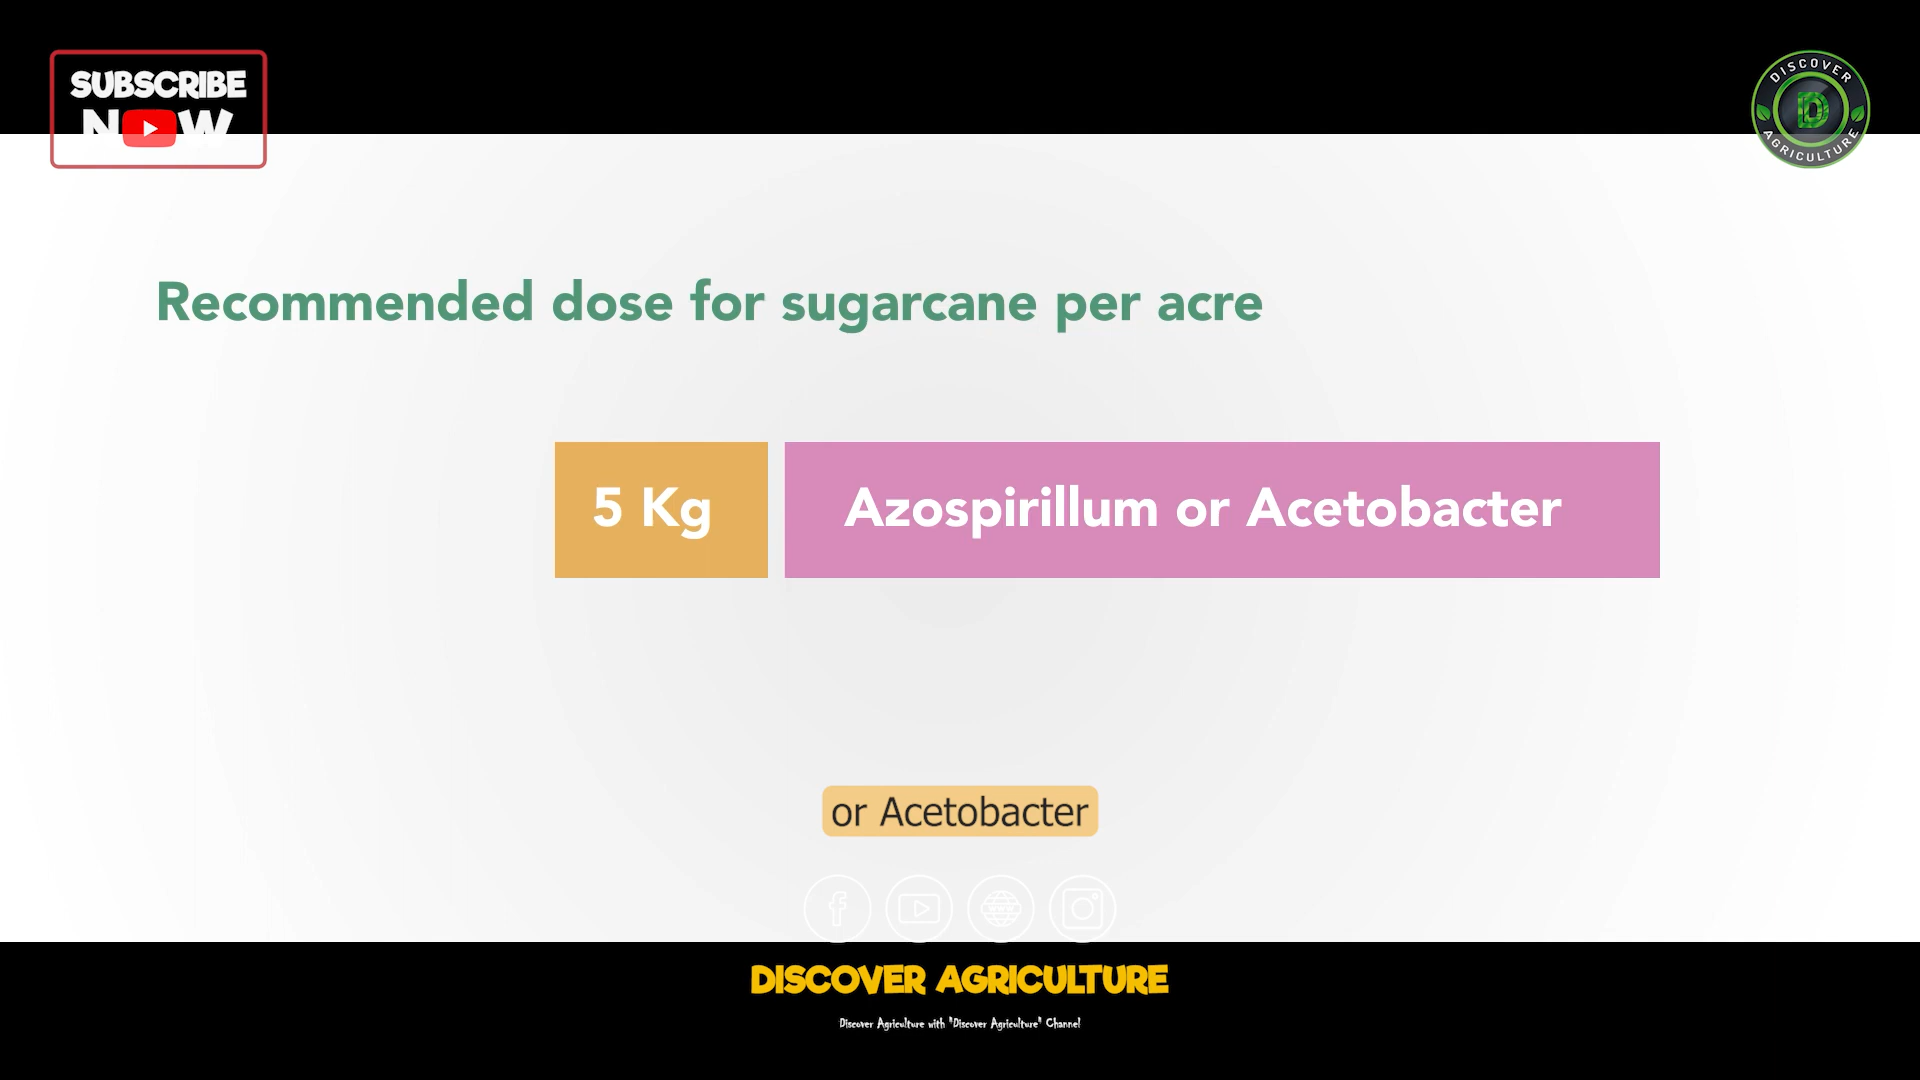 SUBSCRIBE
NOW
DISCOVER
D
AGRICULTURE
Recommended dose for sugarcane per acre
5 Kg
Azospirillum or Acetobacter
or Acetobacter
DISCOVER AGRICULTURE
Discover Agriculture with "Discover Agriculture" Channel